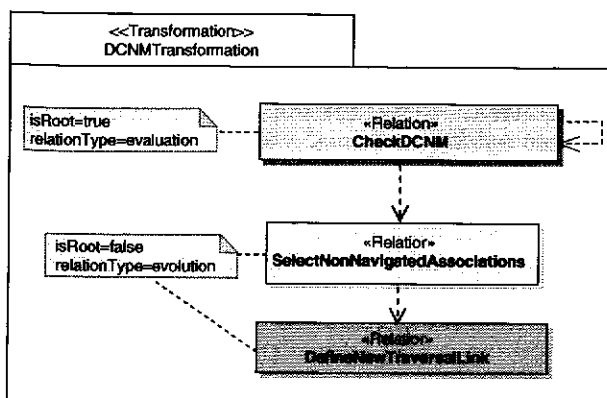 <<Transformation>>
DCNMTransformation
isRoot=true
relationType=evaluation
«Relation»
CheckDCNM
isRoot=false
relationType=evolution
«Relation»
SelectNonNavigatedAssociations
«Relation»
DefineNewTraversalLink